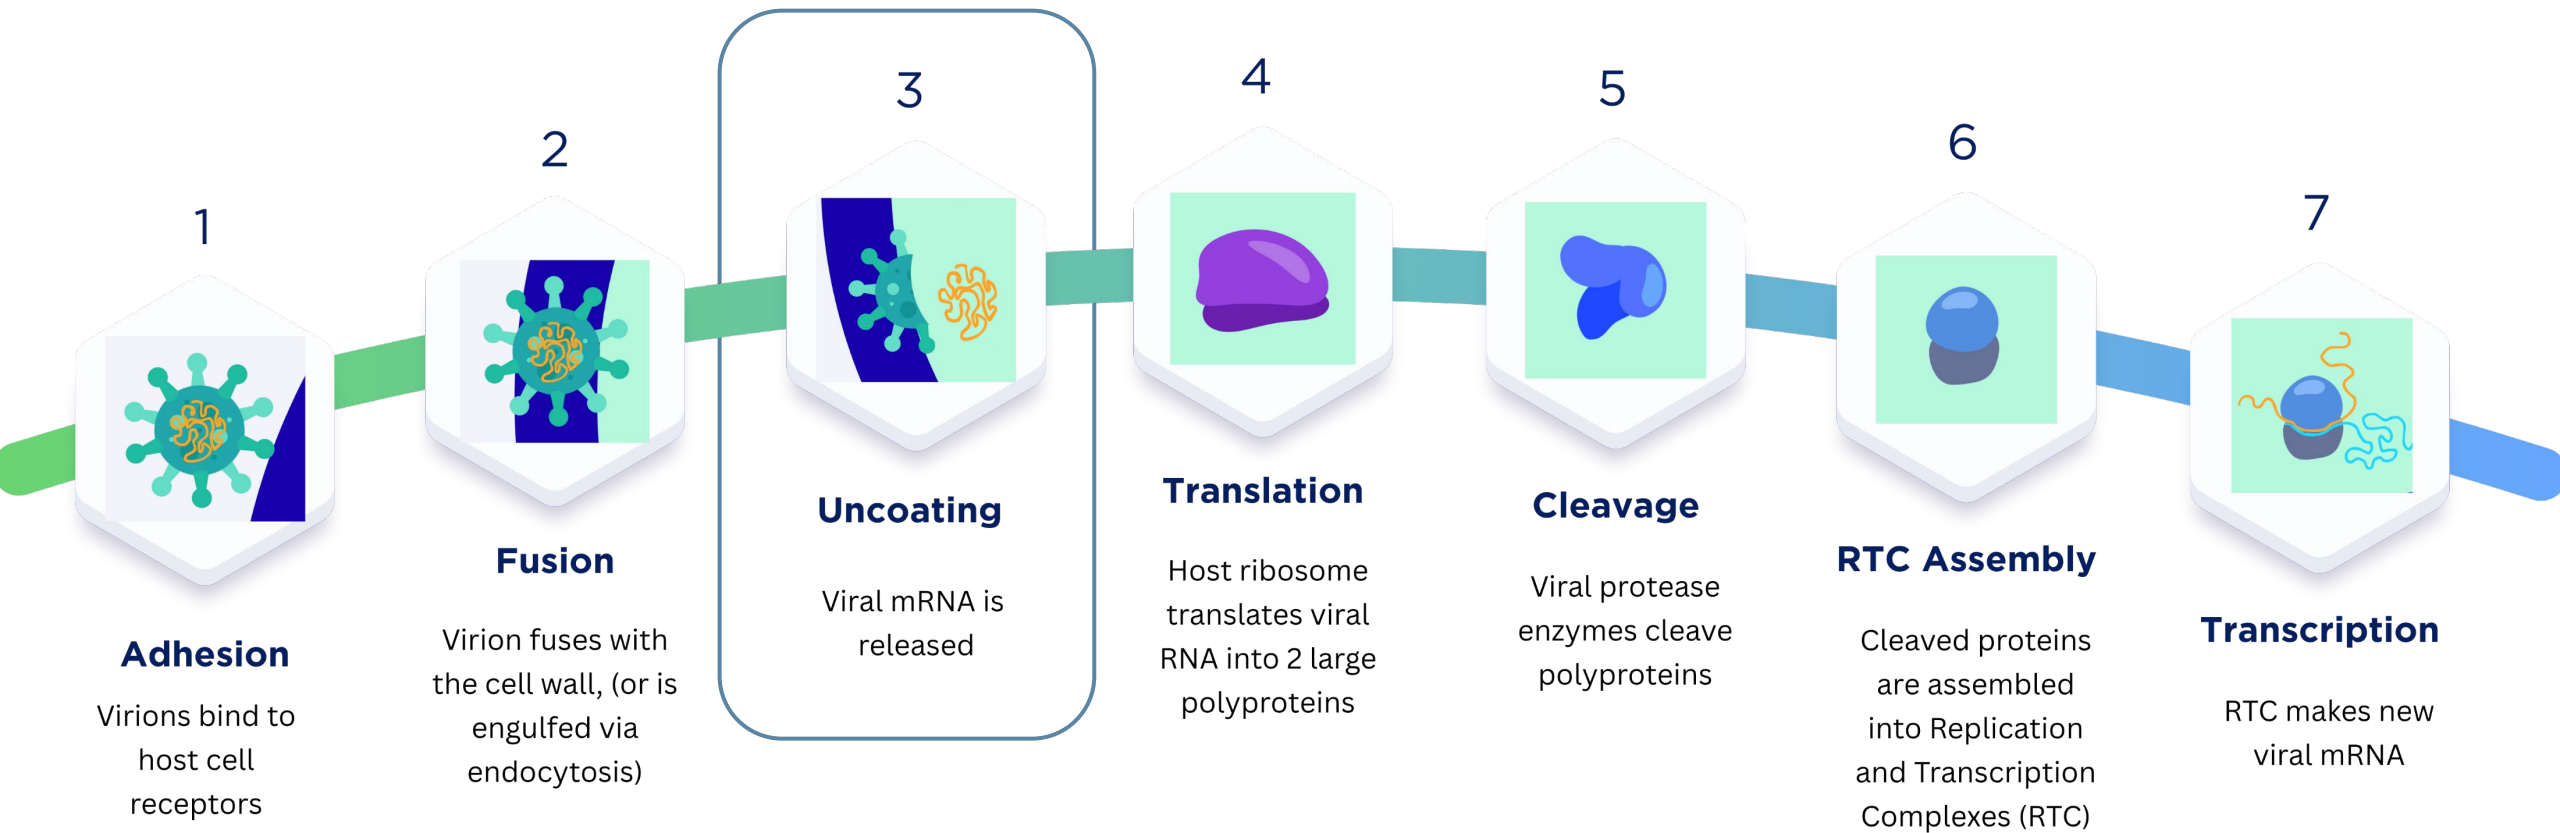 1
Adhesion
Virions bind to
host cell
receptors
2
Fusion
Virion fuses with
the cell wall, (or is
engulfed via
endocytosis)
3
Uncoating
Viral mRNA is
released
4
Translation
Host ribosome
translates viral
RNA into 2 large
polyproteins
5
Cleavage
Viral protease
enzymes cleave
polyproteins
6
RTC Assembly
Cleaved proteins
are assembled
into Replication
and Transcription
Complexes (RTC)
7
Transcription
RTC makes new
viral mRNA